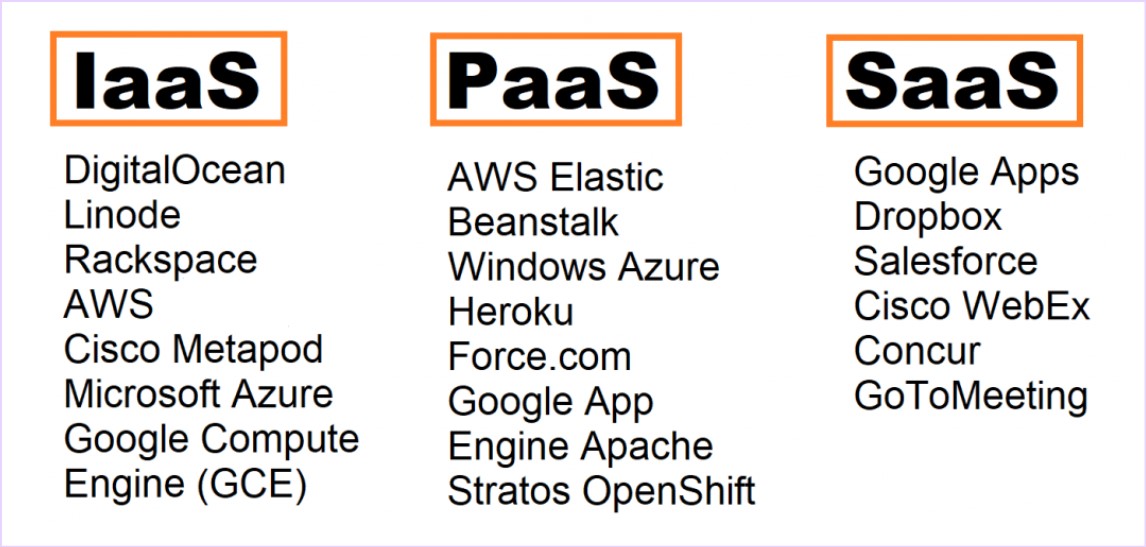 IaaS
DigitalOcean
Linode
Rackspace
AWS
Cisco Metapod
Microsoft Azure
Google Compute
Engine (GCE)
PaaS
AWS Elastic
Beanstalk
Windows Azure
Heroku
Force.com
Google App
Engine Apache
Stratos OpenShift
SaaS
Google Apps
Dropbox
Salesforce
Cisco WebEx
Concur
GoToMeeting